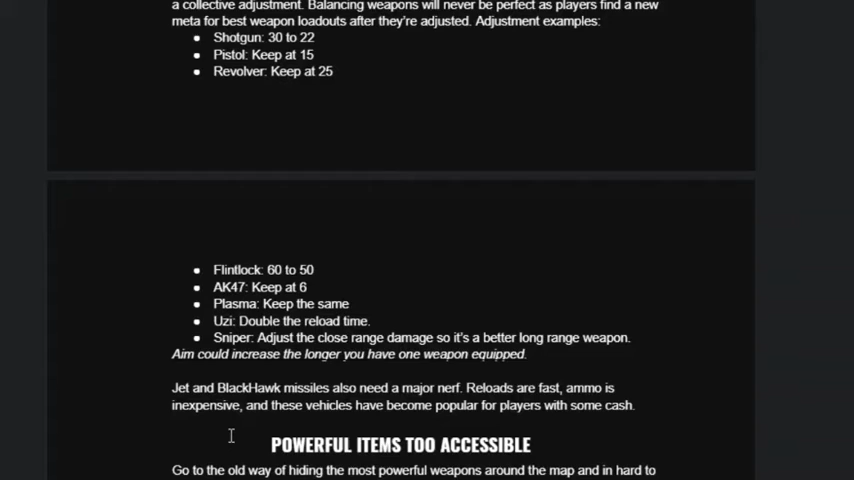 a collective adjustment. Balancing weapons will never be perfect as players find a new
meta for best weapon loadouts after they're adjusted. Adjustment examples:
● Shotgun: 30 to 22
● Pistol: Keep at 15
● Revolver: Keep at 25
● Flintlock: 60 to 50
● AK47: Keep at 6
● Plasma: Keep the same
● Uzi: Double the reload time.
● Sniper: Adjust the close range damage so it's a better long range weapon.
Aim could increase the longer you have one weapon equipped.
Jet and BlackHawk missiles also need a major nerf. Reloads are fast, ammo is
inexpensive, and these vehicles have become popular for players with some cash.
POWERFUL ITEMS TOO ACCESSIBLE
Go to the old way of hiding the most powerful weapons around the map and in hard to